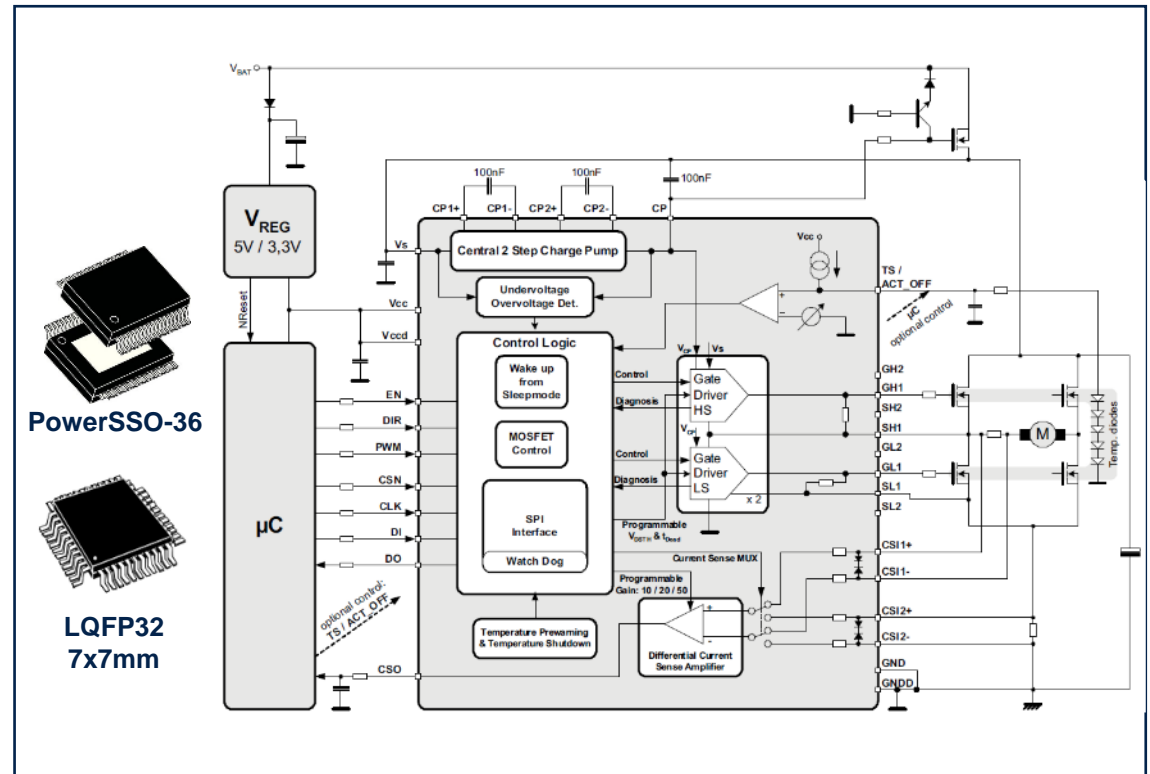 PowerSSO-36
LQFP32
7x7mm
VBAT
VREG
5V / 3,3V
NReset
µC
100nF
100nF
100nF
CP1+
CP1-
CP2+
CP2-
CP
Vs
Central 2 Step Charge Pump
Undervoltage
Overvoltage Det.
Vcc
Vccd
Control Logic
Wake up
from
Sleepmode
MOSFET
Control
SPI
Interface
Watch Dog
EN
DIR
PWM
CSN
CLK
DI
DO
optional control:
TS / ACT_OFF
CSO
Temperature Prewarning
& Temperature Shutdown
Vcc
+
-
TS /
ACT_OFF
µC
optional control
Control
Diagnosis
VCP
Vs
Gate
Driver
HS
Control
Diagnosis
VCP
Gate
Driver
LS
x 2
Programmable
VDSTH & tDead
Current Sense MUX
Programmable
Gain: 10 / 20 / 50
+
-
Differential Current
Sense Amplifier
GH2
GH1
SH2
SH1
GL2
GL1
SL1
SL2
CSI1+
CSI1-
CSI2+
CSI2-
GND
GNDD
M
Temp. diodes